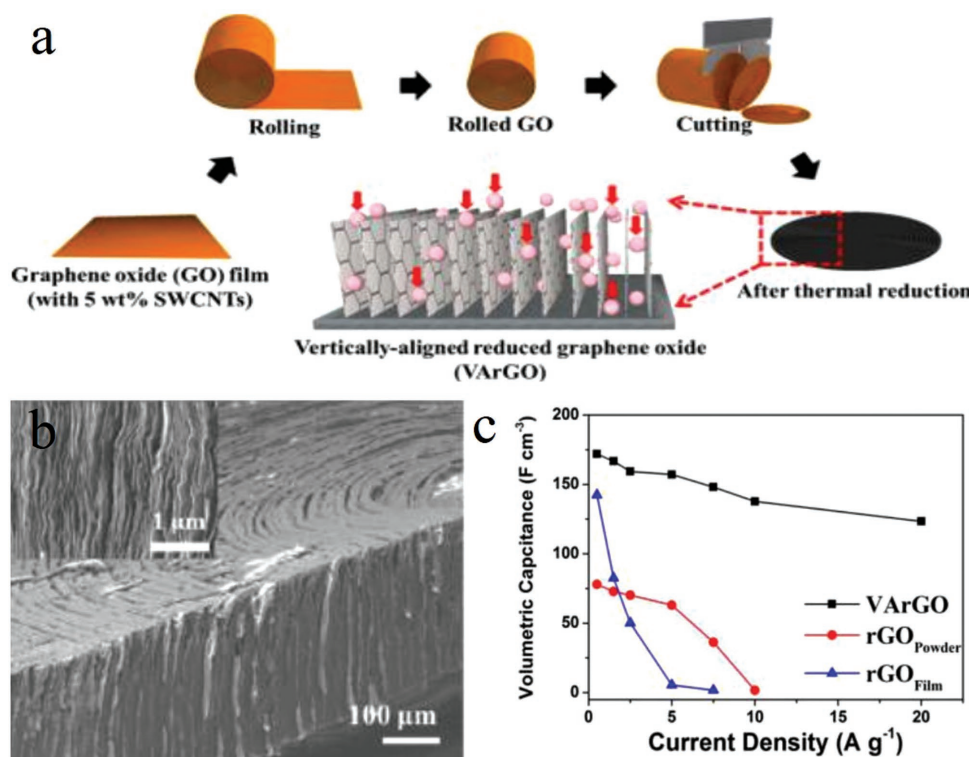 a
Rolling
Rolled GO
Cutting
Graphene oxide (GO) film
(with 5 wt% SWCNTs)
After thermal reduction
Vertically-aligned reduced graphene oxide
(VArGO)
b
1 μm
100 μm
c
Volumetric Capcitance (F cm⁻³)
200
150
100
50
0
0
5
10
15
20
Current Density (A g⁻¹)
VArGO
rGO_Powder
rGO_Film